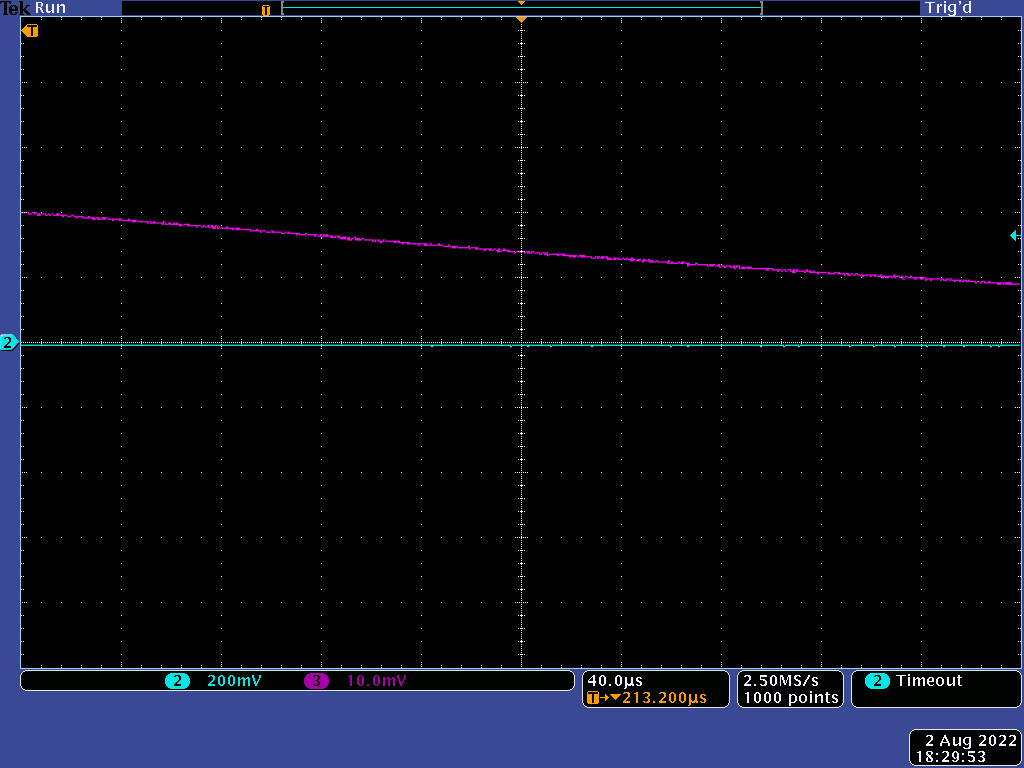 Tek Run Trig'd
T
T
2
2 200mV 3 10.0mV
40.0µs
T→▼213.200µs
2.50MS/s
1000 points
2 Timeout
2 Aug 2022
18:29:53